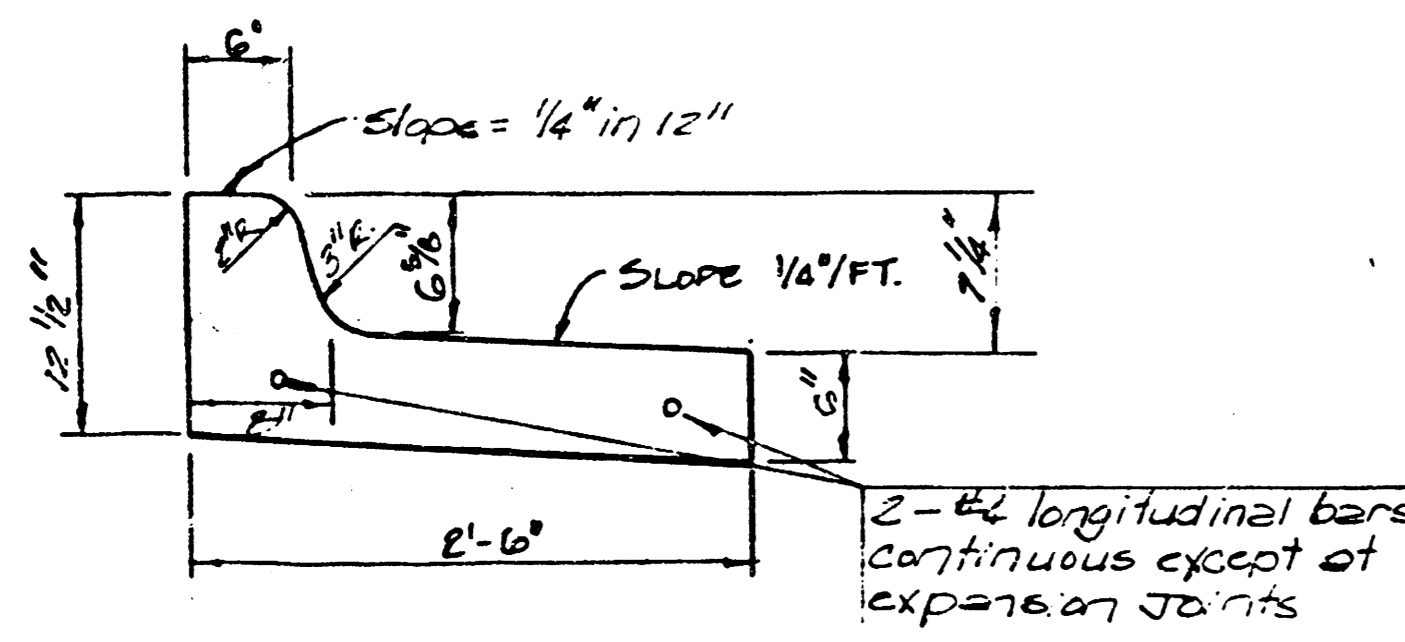 6"
Slope = 1/4" in 12"
3"R.
6 5/8"
7 1/4"
SLOPE 1/4"/FT.
12 1/2"
6"
2'-6"
2-#4 longitudinal bars
continuous except at
expansion Joints